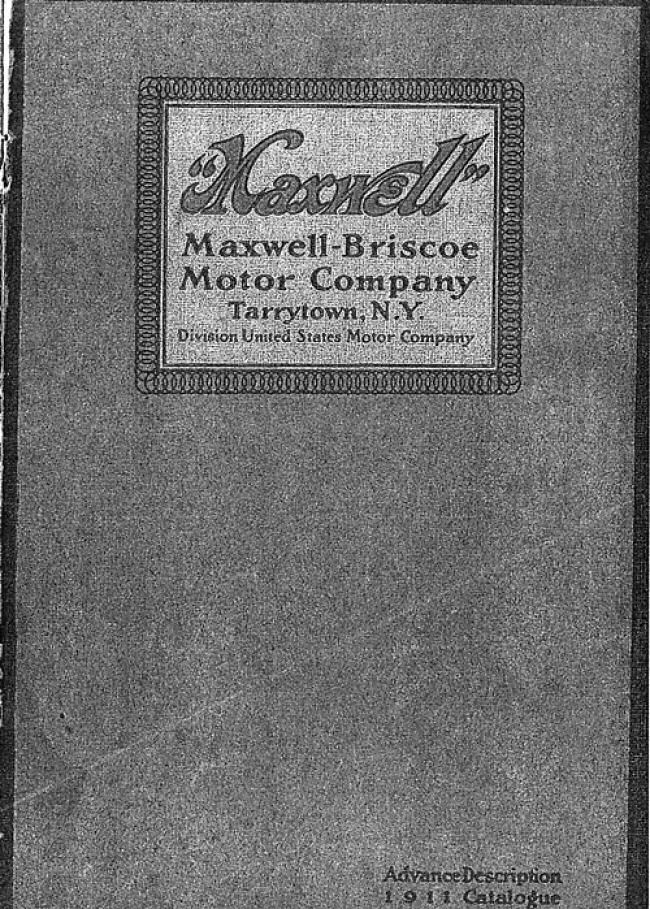 "Maxwell"
Maxwell-Briscoe
Motor Company
Tarrytown, N.Y.
Division United States Motor Company
Advance Description
1911 Catalogue